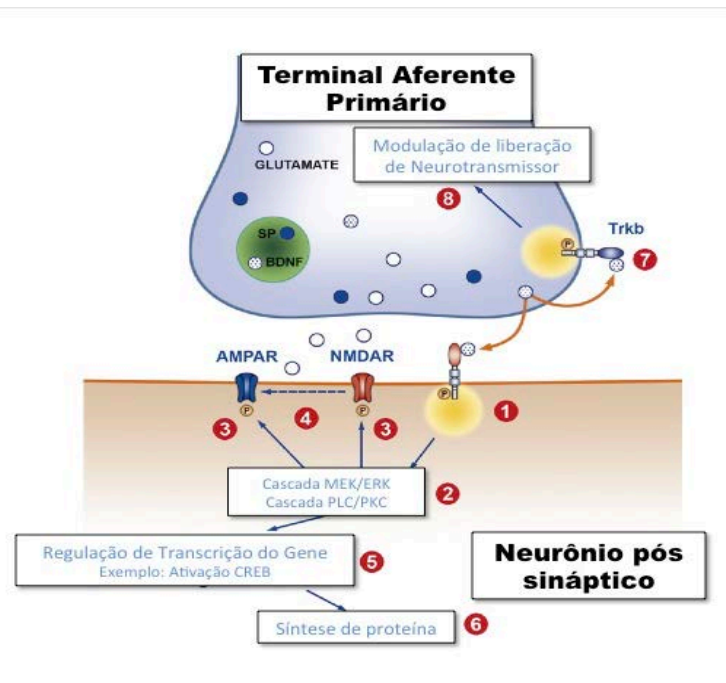 Terminal Aferente
Primário
Modulação de liberação
de Neurotransmissor
GLUTAMATE
8
SP
BDNF
P
Trkb
7
AMPAR
NMDAR
P
P
P
1
3
4
3
Cascada MEK/ERK
Cascada PLC/PKC
2
Regulação de Transcrição do Gene
Exemplo: Ativação CREB
5
Neurônio pós
sináptico
Síntese de proteína
6